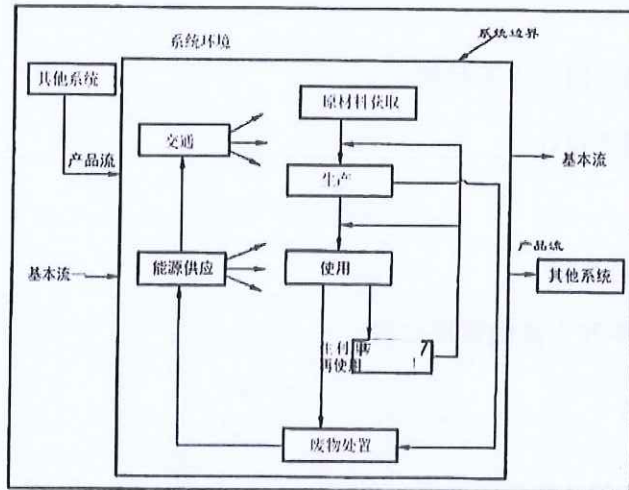 系统环境
系统边界
其他系统
原材料获取
交通
产品流
基本流
生产
产品流
基本流
能源供应
使用
其他系统
再使用
废物处置